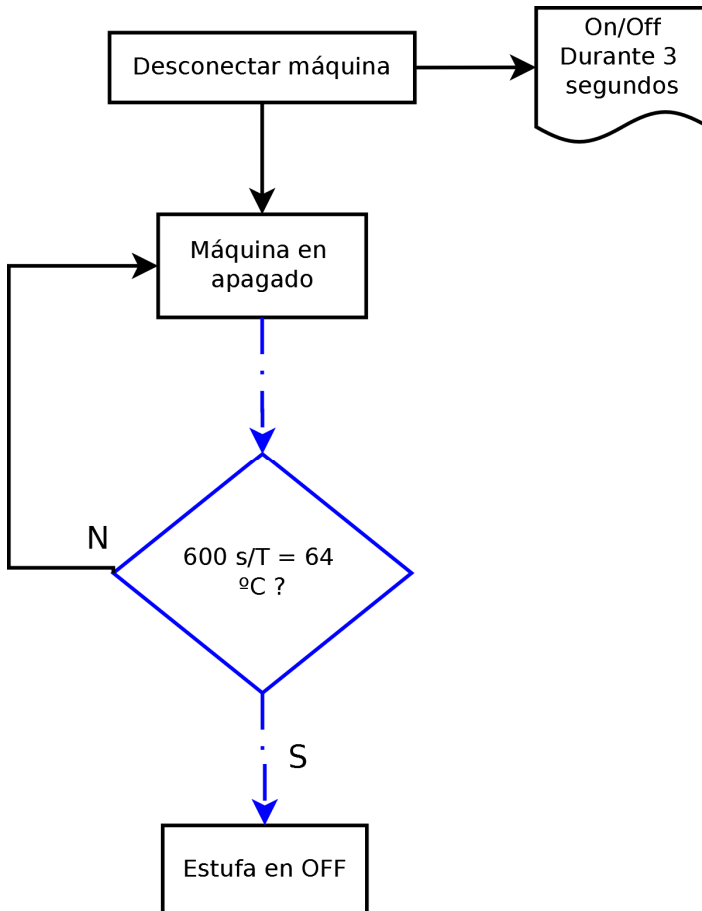 Desconectar máquina
On/Off
Durante 3
segundos
Máquina en
apagado
N
600 s/T = 64
ºC ?
S
Estufa en OFF